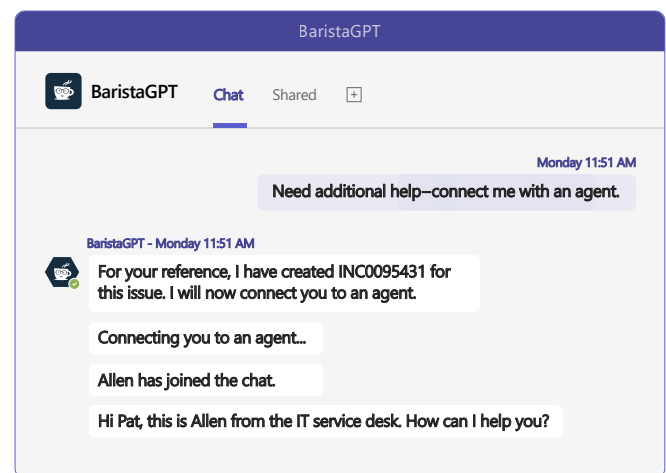 BaristaGPT
BaristaGPT Chat Shared
Monday 11:51 AM
Need additional help--connect me with an agent.
BaristaGPT - Monday 11:51 AM
For your reference, I have created INC0095431 for
this issue. I will now connect you to an agent.
Connecting you to an agent...
Allen has joined the chat.
Hi Pat, this is Allen from the IT service desk. How can I help you?